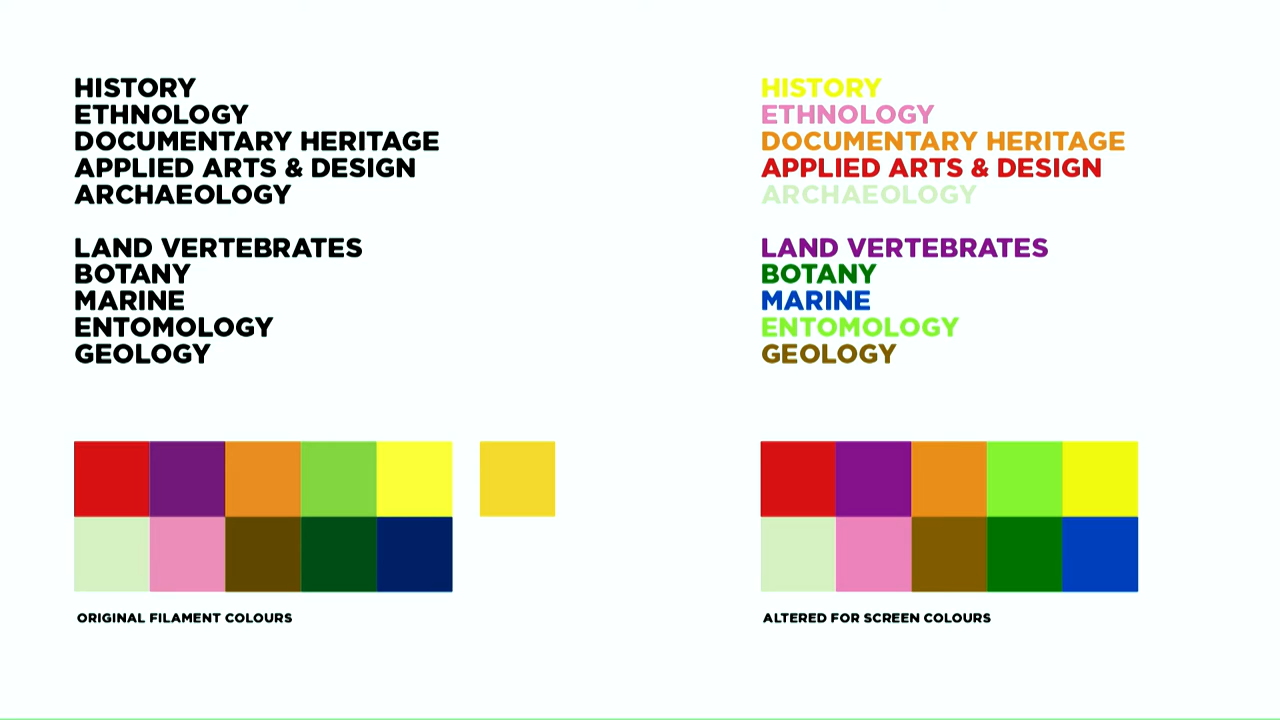 HISTORY
ETHNOLOGY
DOCUMENTARY HERITAGE
APPLIED ARTS & DESIGN
ARCHAEOLOGY
LAND VERTEBRATES
BOTANY
MARINE
ENTOMOLOGY
GEOLOGY
ORIGINAL FILAMENT COLOURS
HISTORY
ETHNOLOGY
DOCUMENTARY HERITAGE
APPLIED ARTS & DESIGN
ARCHAEOLOGY
LAND VERTEBRATES
BOTANY
MARINE
ENTOMOLOGY
GEOLOGY
ALTERED FOR SCREEN COLOURS